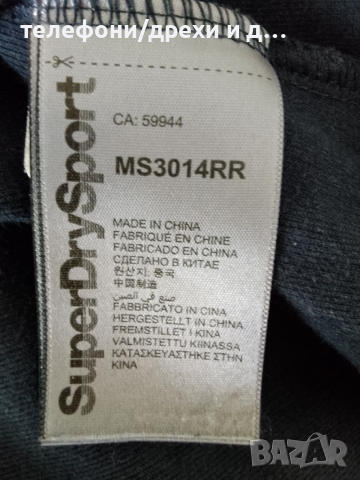 телефони/дрехи и д...
SuperDrySport
CA: 59944
MS3014RR
MADE IN CHINA
FABRIQUÉ EN CHINE
FABRICADO EN CHINA
СДЕЛАНО В КИТАЕ
원산지: 중국
中国制造
صنع في الصين
FABBRICATO IN CINA
HERGESTELLT IN CHINA
FREMSTILLET I KINA
VALMISTETTU KIINASSA
ΚΑΤΑΣΚΕΥΑΣΤΗΚΕ ΣΤΗΝ
ΚΙΝΑ
BAZAR
bg